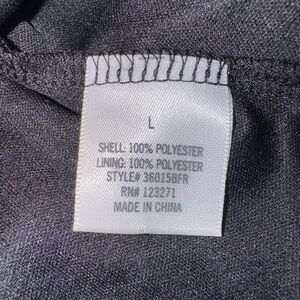 L
SHELL: 100% POLYESTER
LINING: 100% POLYESTER
STYLE# 36015BFR
RN# 123271
MADE IN CHINA